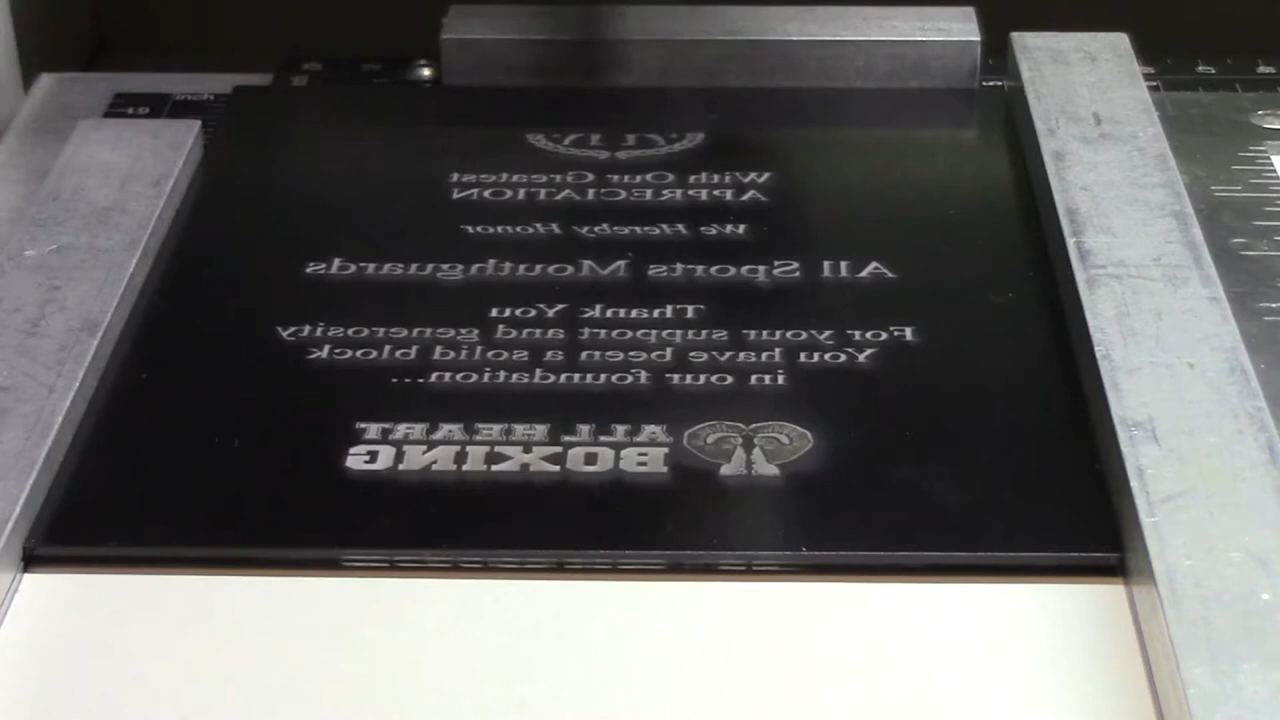 With Our Greatest
APPRECIATION
We Hereby Honor
All Sports Mouthguards
Thank You
For your support and generosity
You have been a solid block
in our foundation...
ALL HEART
BOXING
inch